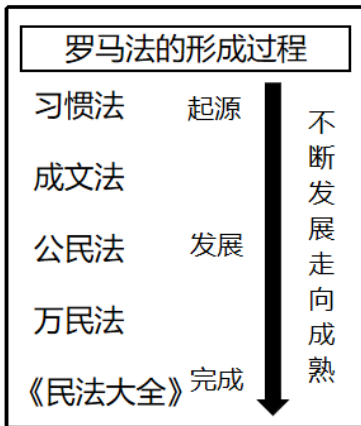 罗马法的形成过程
习惯法 起源
成文法
公民法 发展
万民法
《民法大全》 完成
不断发展走向成熟